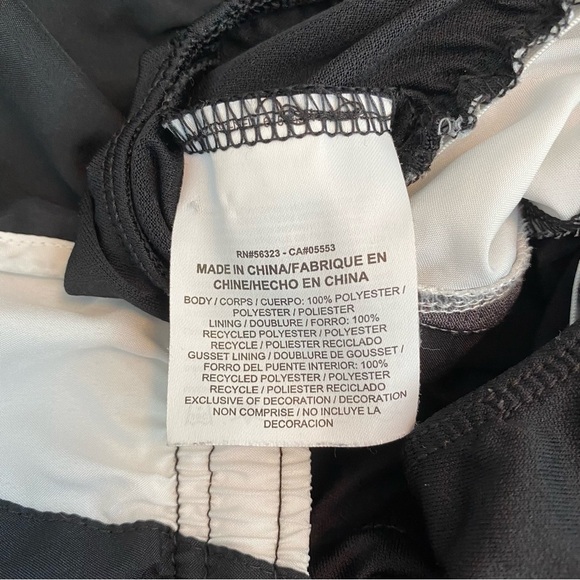 RN#56323 - CA#05553
MADE IN CHINA/FABRIQUE EN
CHINE/HECHO EN CHINA
BODY / CORPS / CUERPO: 100% POLYESTER /
POLYESTER / POLIESTER
LINING / DOUBLURE / FORRO: 100%
RECYCLED POLYESTER / POLYESTER
RECYCLE / POLIESTER RECICLADO
GUSSET LINING / DOUBLURE DE GOUSSET /
FORRO DEL PUENTE INTERIOR: 100%
RECYCLED POLYESTER / POLYESTER
RECYCLE / POLIESTER RECICLADO
EXCLUSIVE OF DECORATION / DECORATION
NON COMPRISE / NO INCLUYE LA
DECORACION